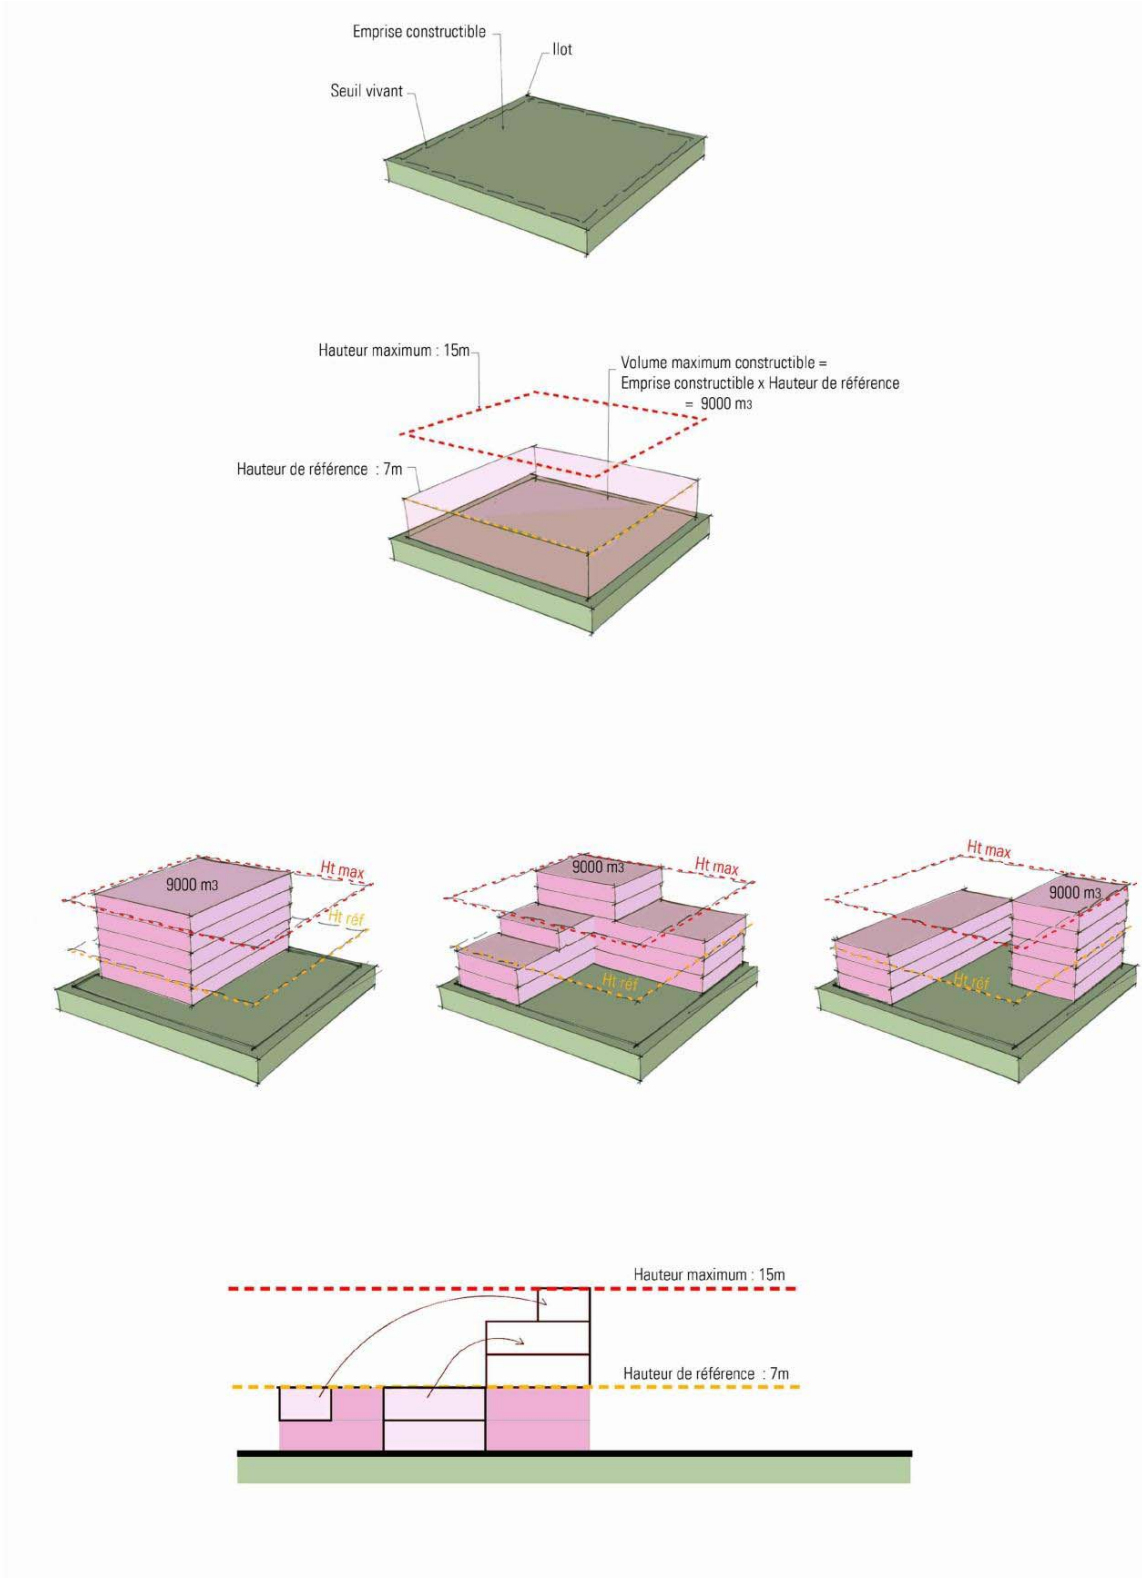 Emprise constructible
Ilot
Seuil vivant
Hauteur maximum : 15m
Volume maximum constructible =
Emprise constructible x Hauteur de référence
= 9000 m3
Hauteur de référence : 7m
9000 m3
Ht max
Ht réf
9000 m3
Ht max
Ht réf
Ht max
9000 m3
Ht réf
Hauteur maximum : 15m
Hauteur de référence : 7m